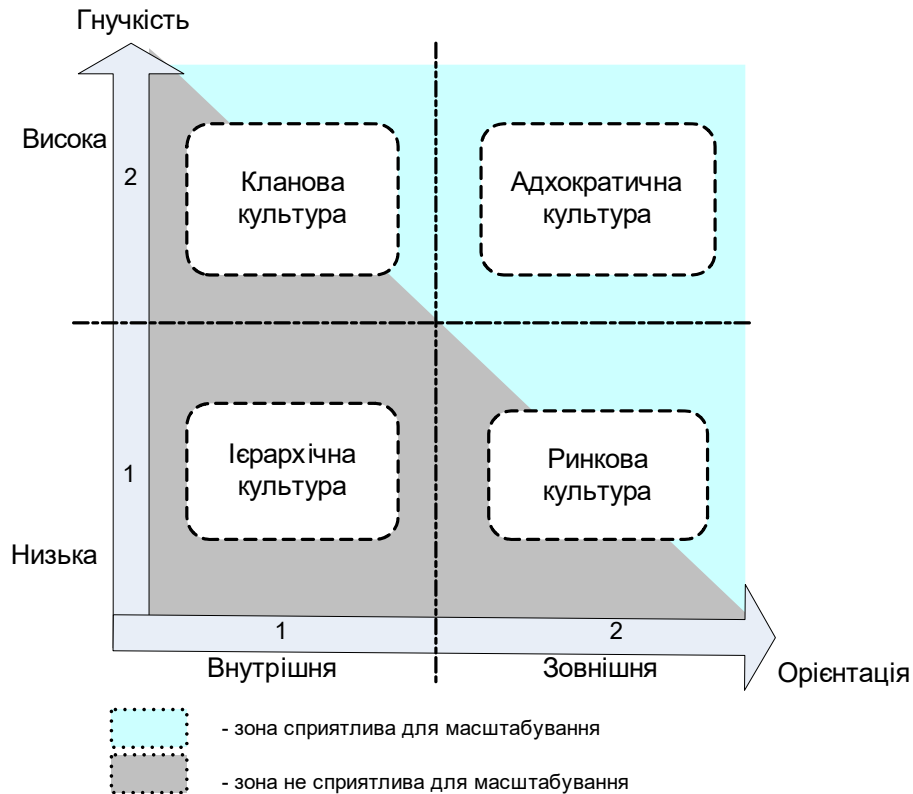 Гнучкість
Висока
2
Кланова
культура
Адхократична
культура
1
Ієрархічна
культура
Ринкова
культура
Низька
1
2
Внутрішня
Зовнішня
Орієнтація
- зона сприятлива для масштабування
- зона не сприятлива для масштабування